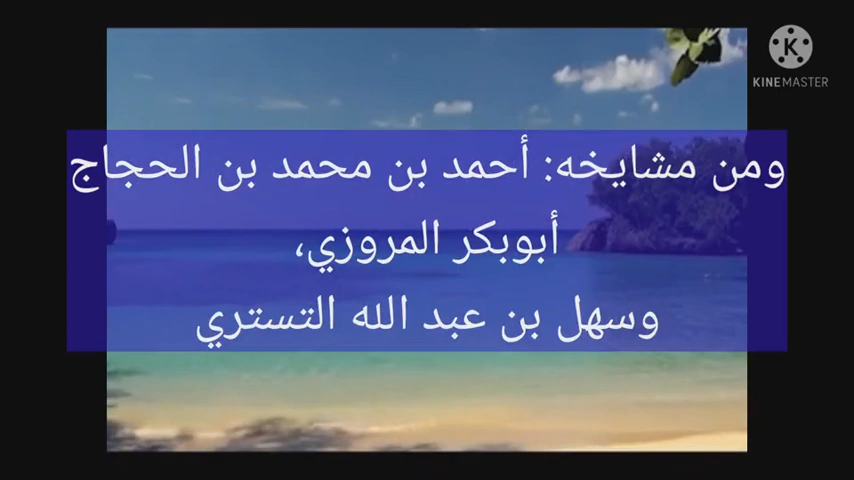 KINEMASTER
ومن مشايخه: أحمد بن محمد بن الحجاج
أبوبكر المروزي،
وسهل بن عبد الله التستري